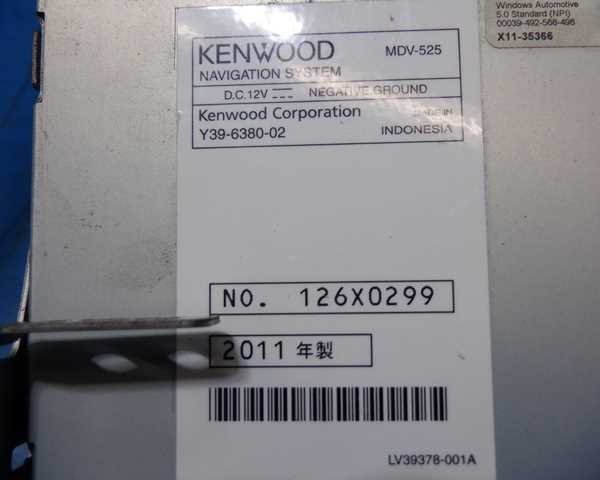 Windows Automotive
5.0 Standard (NPI)
00039-492-568-496
X11-35366
KENWOOD MDV-525
NAVIGATION SYSTEM
D.C.12V NEGATIVE GROUND
Kenwood Corporation MADE IN
Y39-6380-02 INDONESIA
NO. 126X0299
2011 年製
LV39378-001A